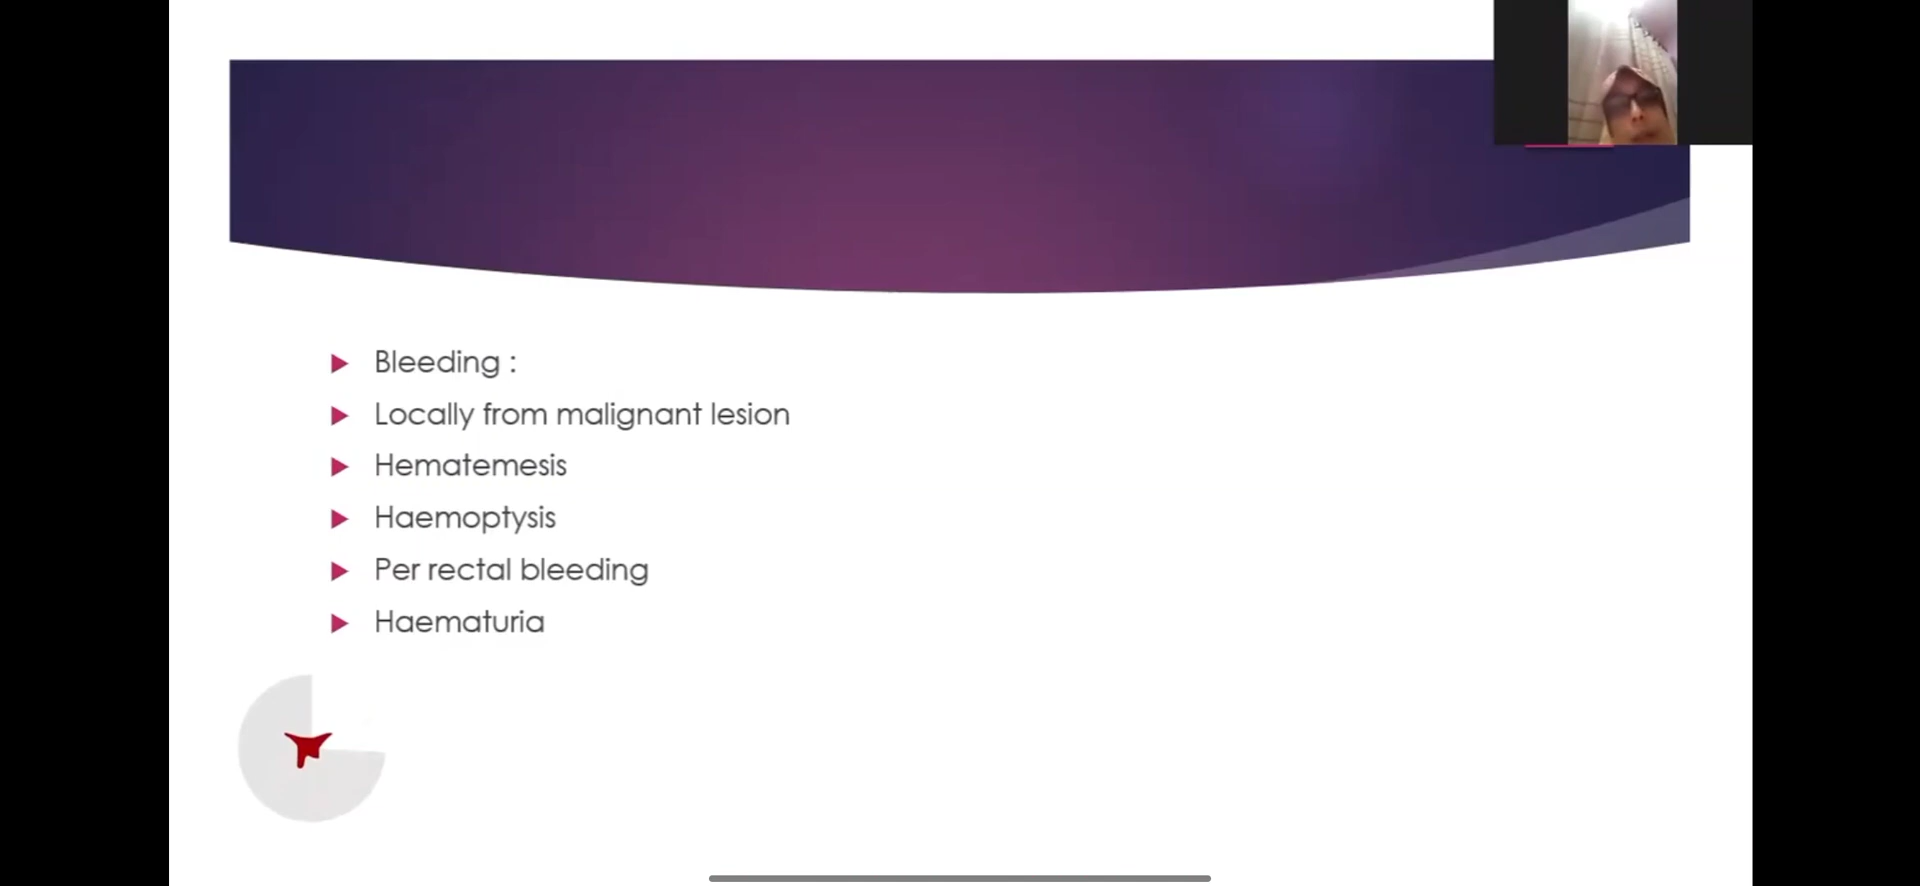 Bleeding :
Locally from malignant lesion
Hematemesis
Haemoptysis
Per rectal bleeding
Haematuria